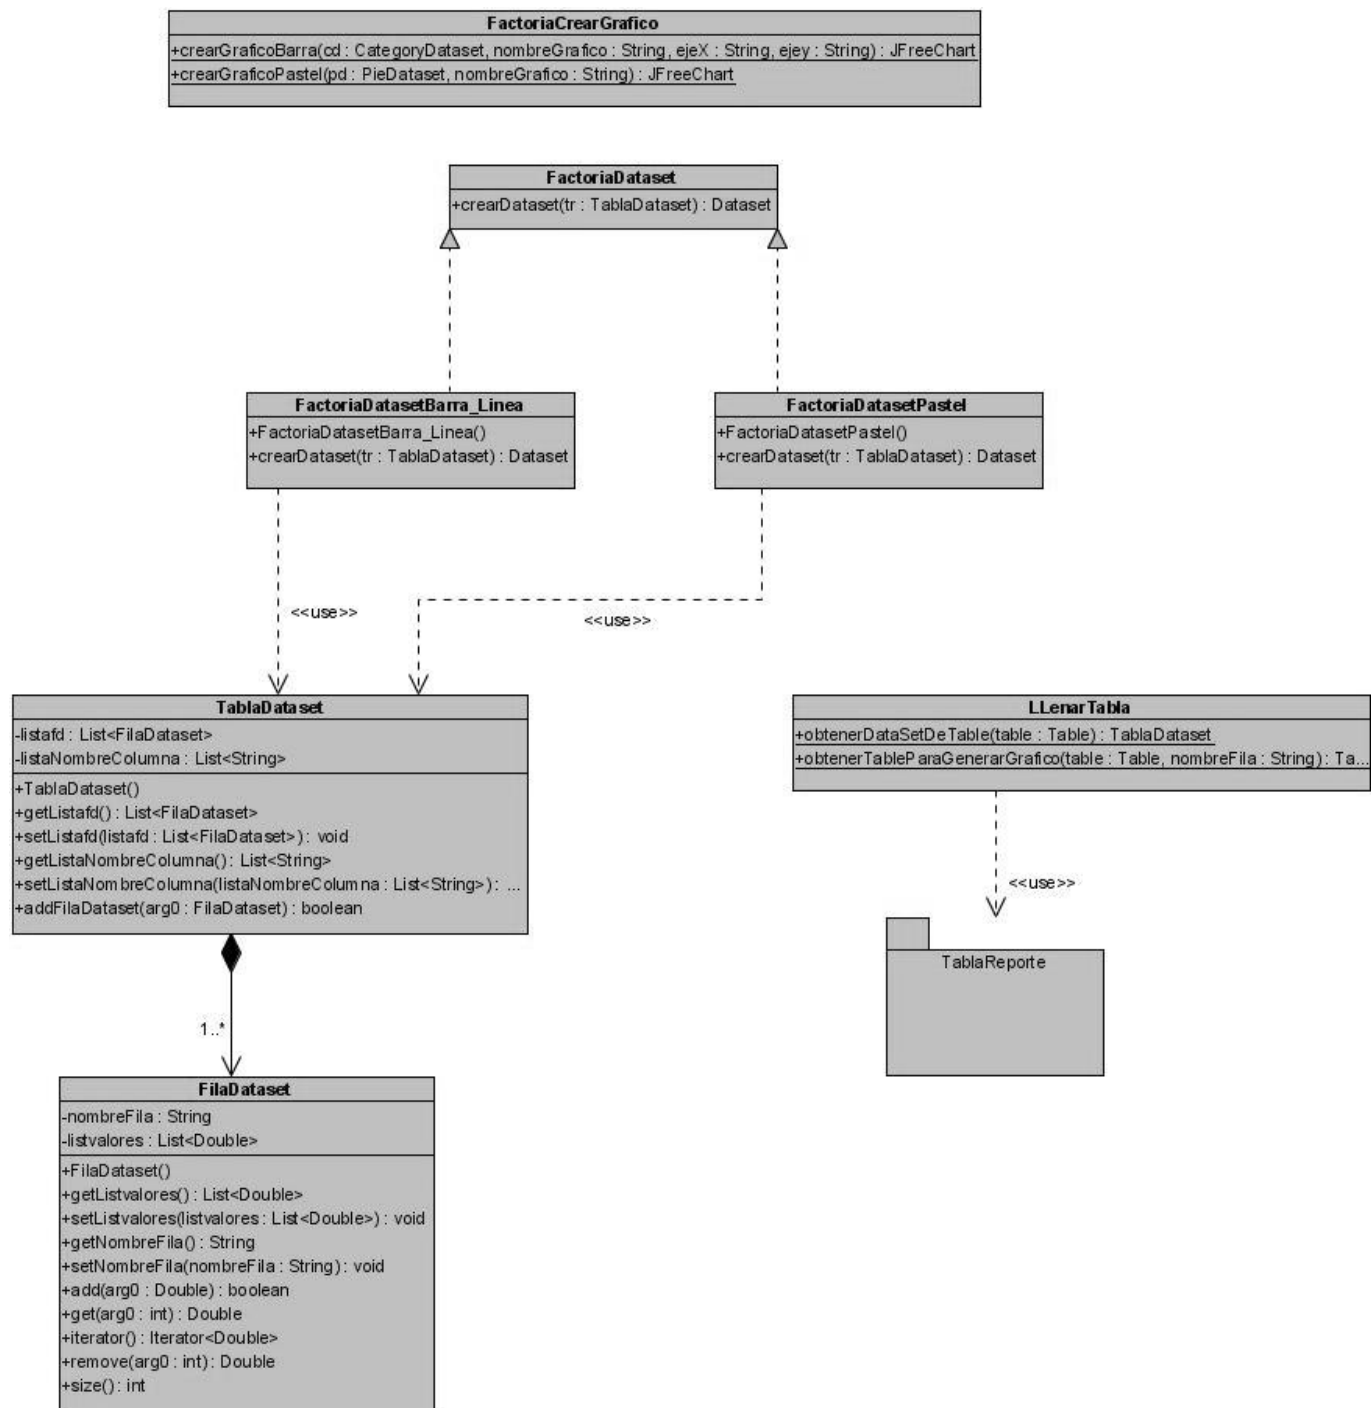 FactoriaCrearGrafico
+crearGraficoBarra(cd : CategoryDataset, nombreGrafico : String, ejeX : String, ejey : String) : JFreeChart
+crearGraficoPastel(pd : PieDataset, nombreGrafico : String) : JFreeChart
FactoriaDataset
+crearDataset(tr : TablaDataset) : Dataset
FactoriaDatasetBarra_Linea
+FactoriaDatasetBarra_Linea()
+crearDataset(tr : TablaDataset) : Dataset
FactoriaDatasetPastel
+FactoriaDatasetPastel()
+crearDataset(tr : TablaDataset) : Dataset
<<use>>
<<use>>
TablaDataset
-listafd : List<FilaDataset>
-listaNombreColumna : List<String>
+TablaDataset()
+getListafd() : List<FilaDataset>
+setListafd(listafd : List<FilaDataset>) : void
+getListaNombreColumna() : List<String>
+setListaNombreColumna(listaNombreColumna : List<String>) : ...
+addFilaDataset(arg0 : FilaDataset) : boolean
LLenarTabla
+obtenerDataSetDeTable(table : Table) : TablaDataset
+obtenerTableParaGenerarGrafico(table : Table, nombreFila : String) : Ta...
<<use>>
TablaReporte
1..*
FilaDataset
-nombreFila : String
-listvalores : List<Double>
+FilaDataset()
+getListvalores() : List<Double>
+setListvalores(listvalores : List<Double>) : void
+getNombreFila() : String
+setNombreFila(nombreFila : String) : void
+add(arg0 : Double) : boolean
+get(arg0 : int) : Double
+iterator() : Iterator<Double>
+remove(arg0 : int) : Double
+size() : int